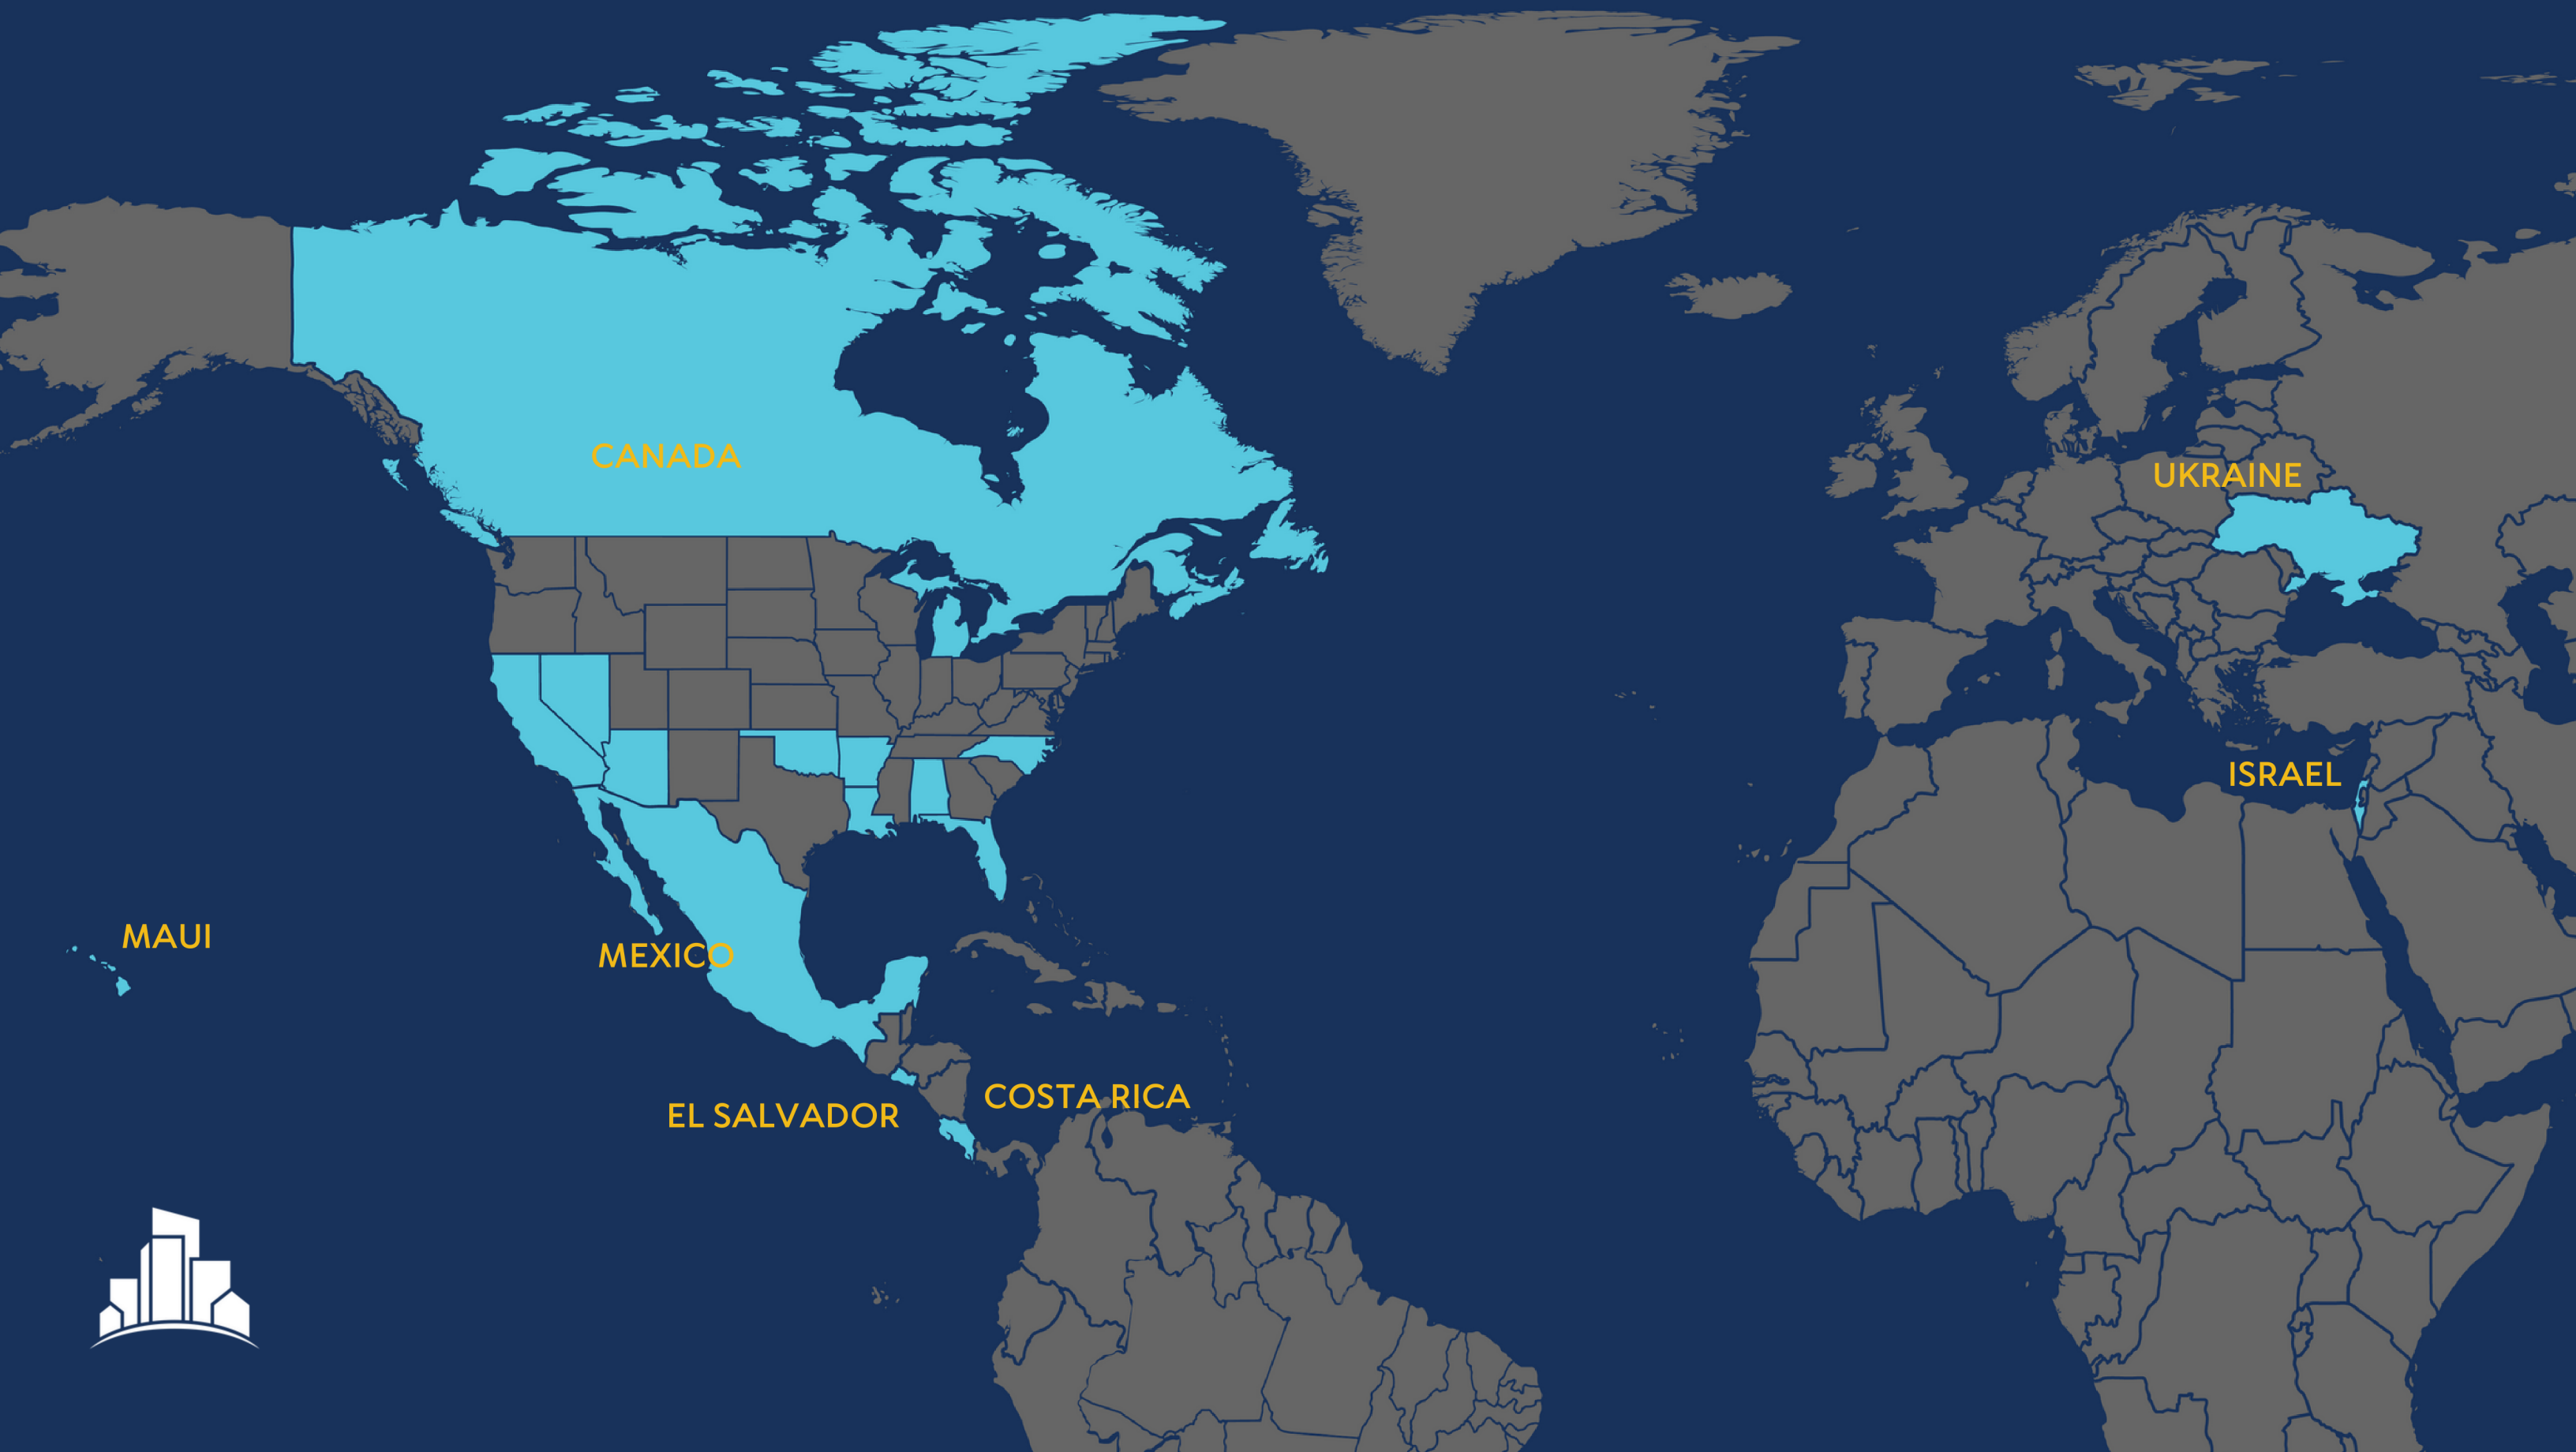 CANADA
UKRAINE
ISRAEL
MAUI
MEXICO
COSTA RICA
EL SALVADOR